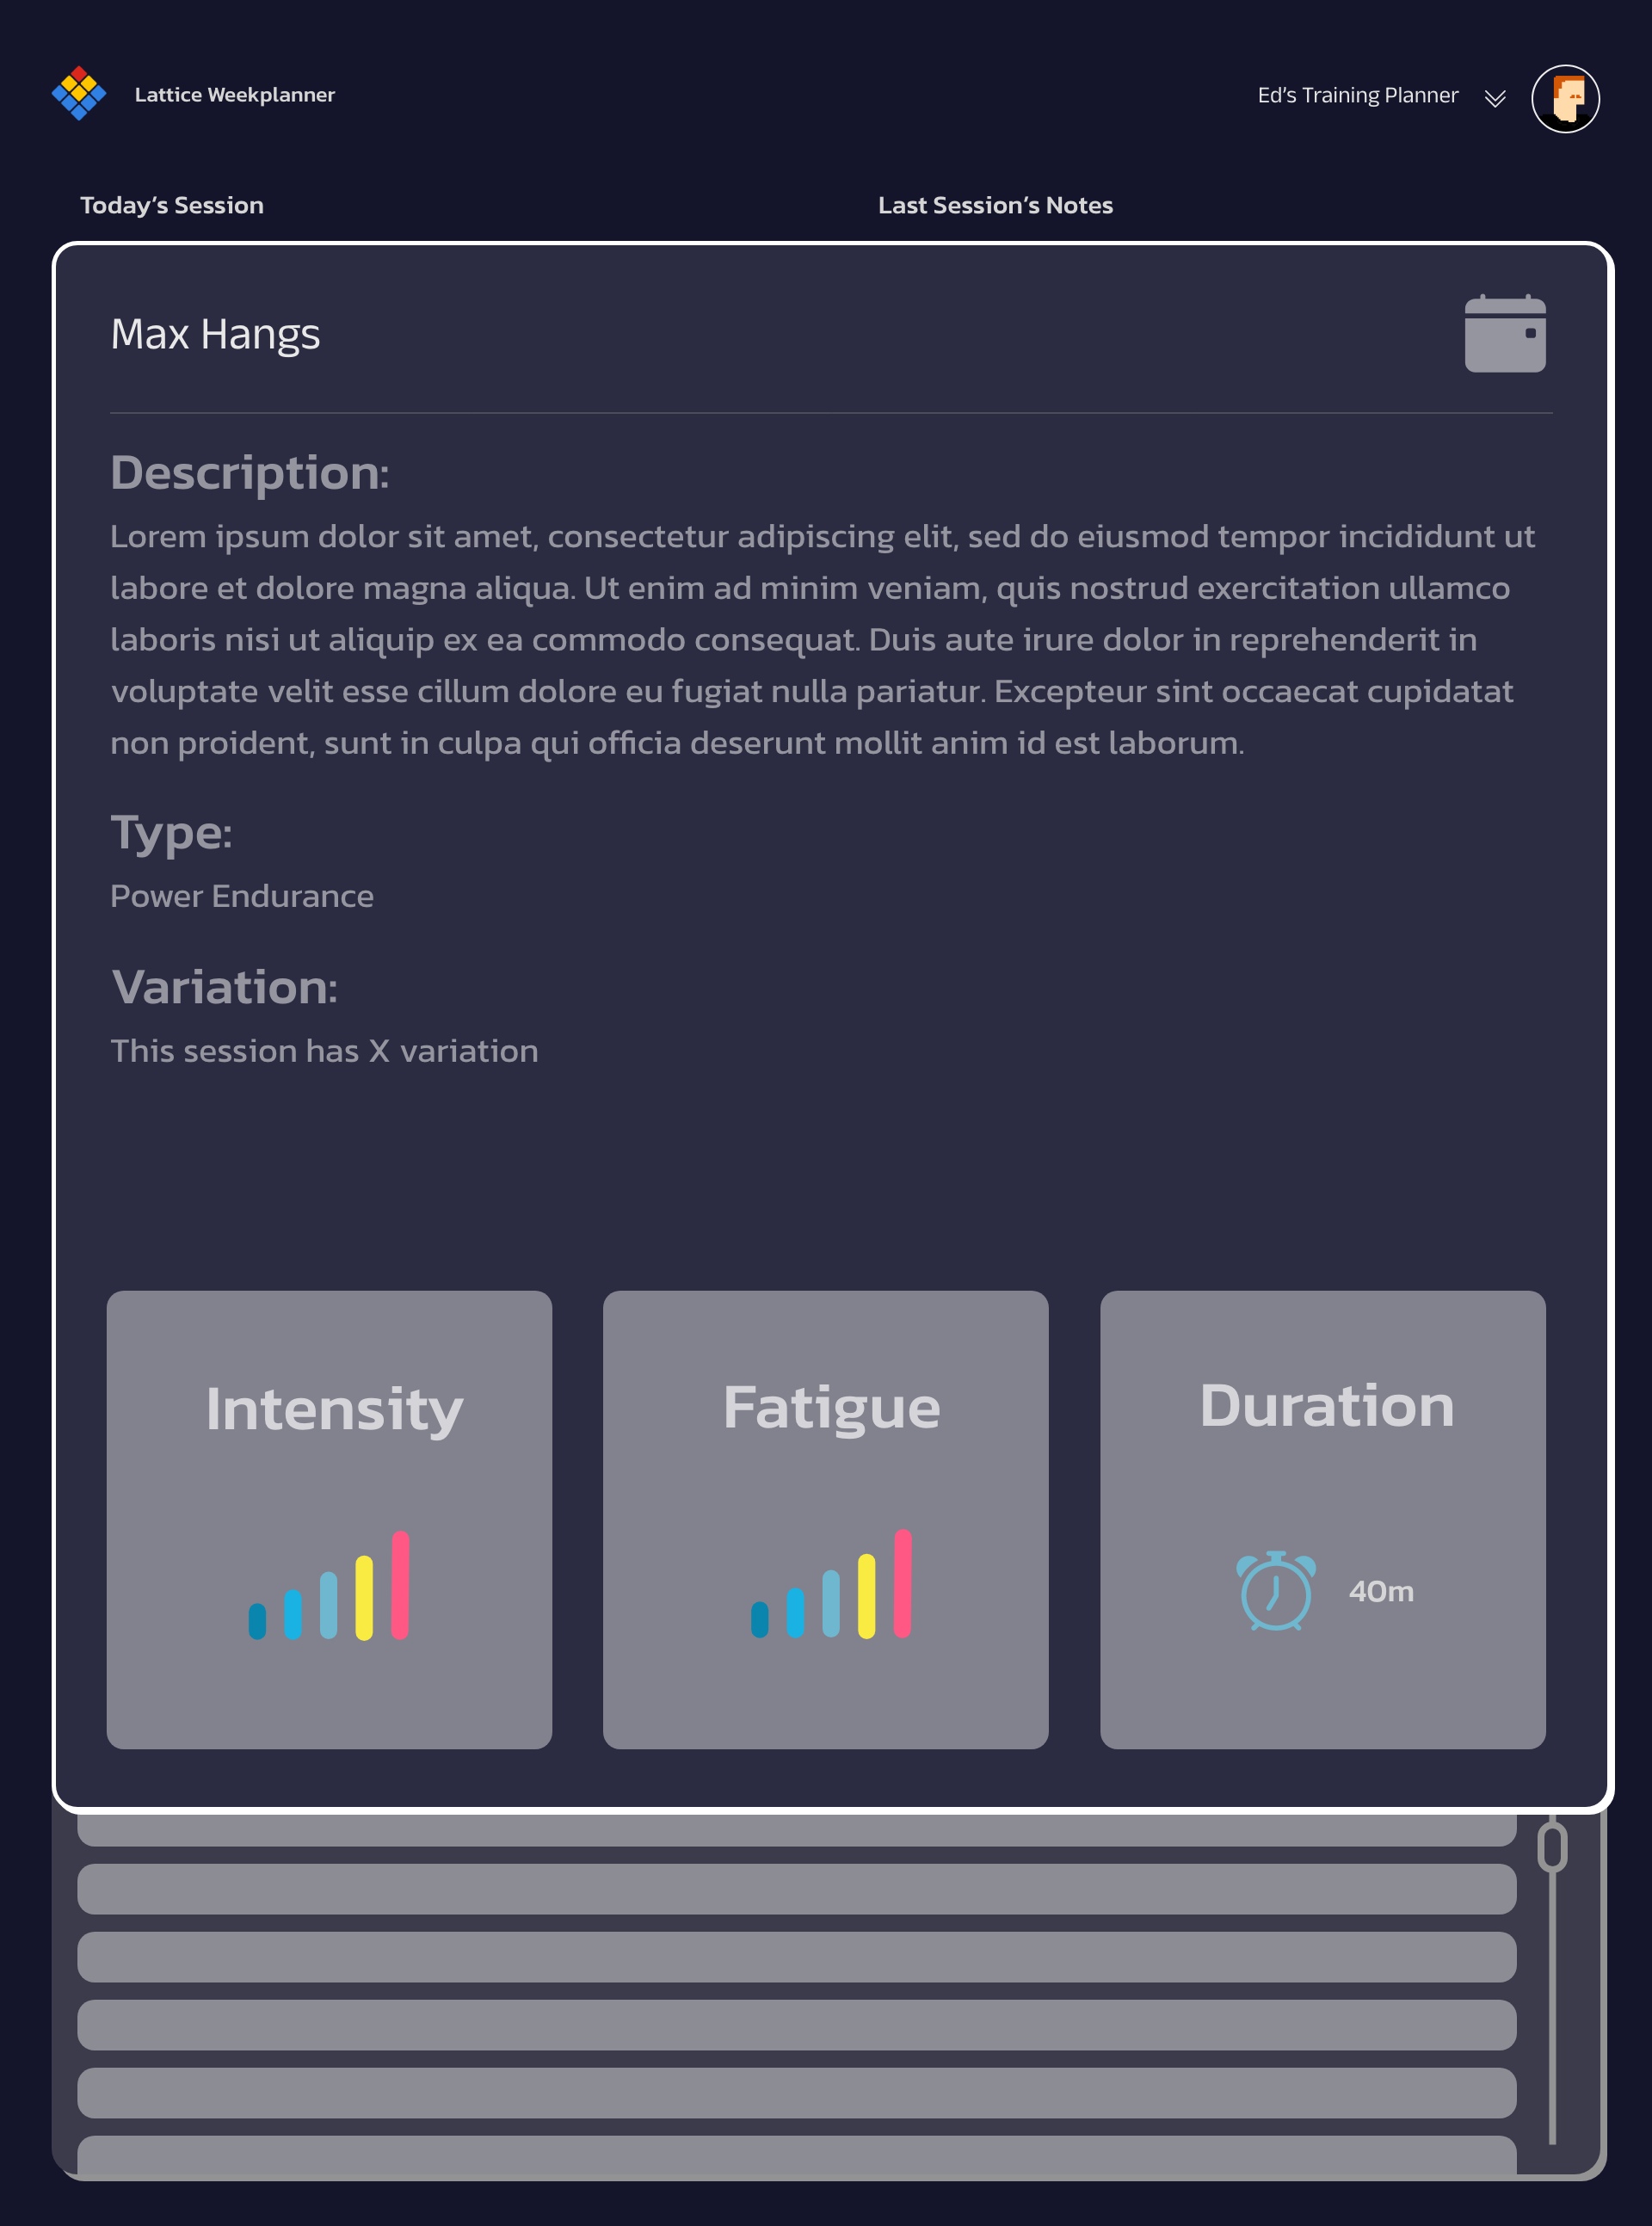 Lattice Weekplanner
Ed’s Training Planner
Today’s Session
Last Session’s Notes
Max Hangs
Description:
Lorem ipsum dolor sit amet, consectetur adipiscing elit, sed do eiusmod tempor incididunt ut
labore et dolore magna aliqua. Ut enim ad minim veniam, quis nostrud exercitation ullamco
laboris nisi ut aliquip ex ea commodo consequat. Duis aute irure dolor in reprehenderit in
voluptate velit esse cillum dolore eu fugiat nulla pariatur. Excepteur sint occaecat cupidatat
non proident, sunt in culpa qui officia deserunt mollit anim id est laborum.
Type:
Power Endurance
Variation:
This session has X variation
Intensity
Fatigue
Duration
40m